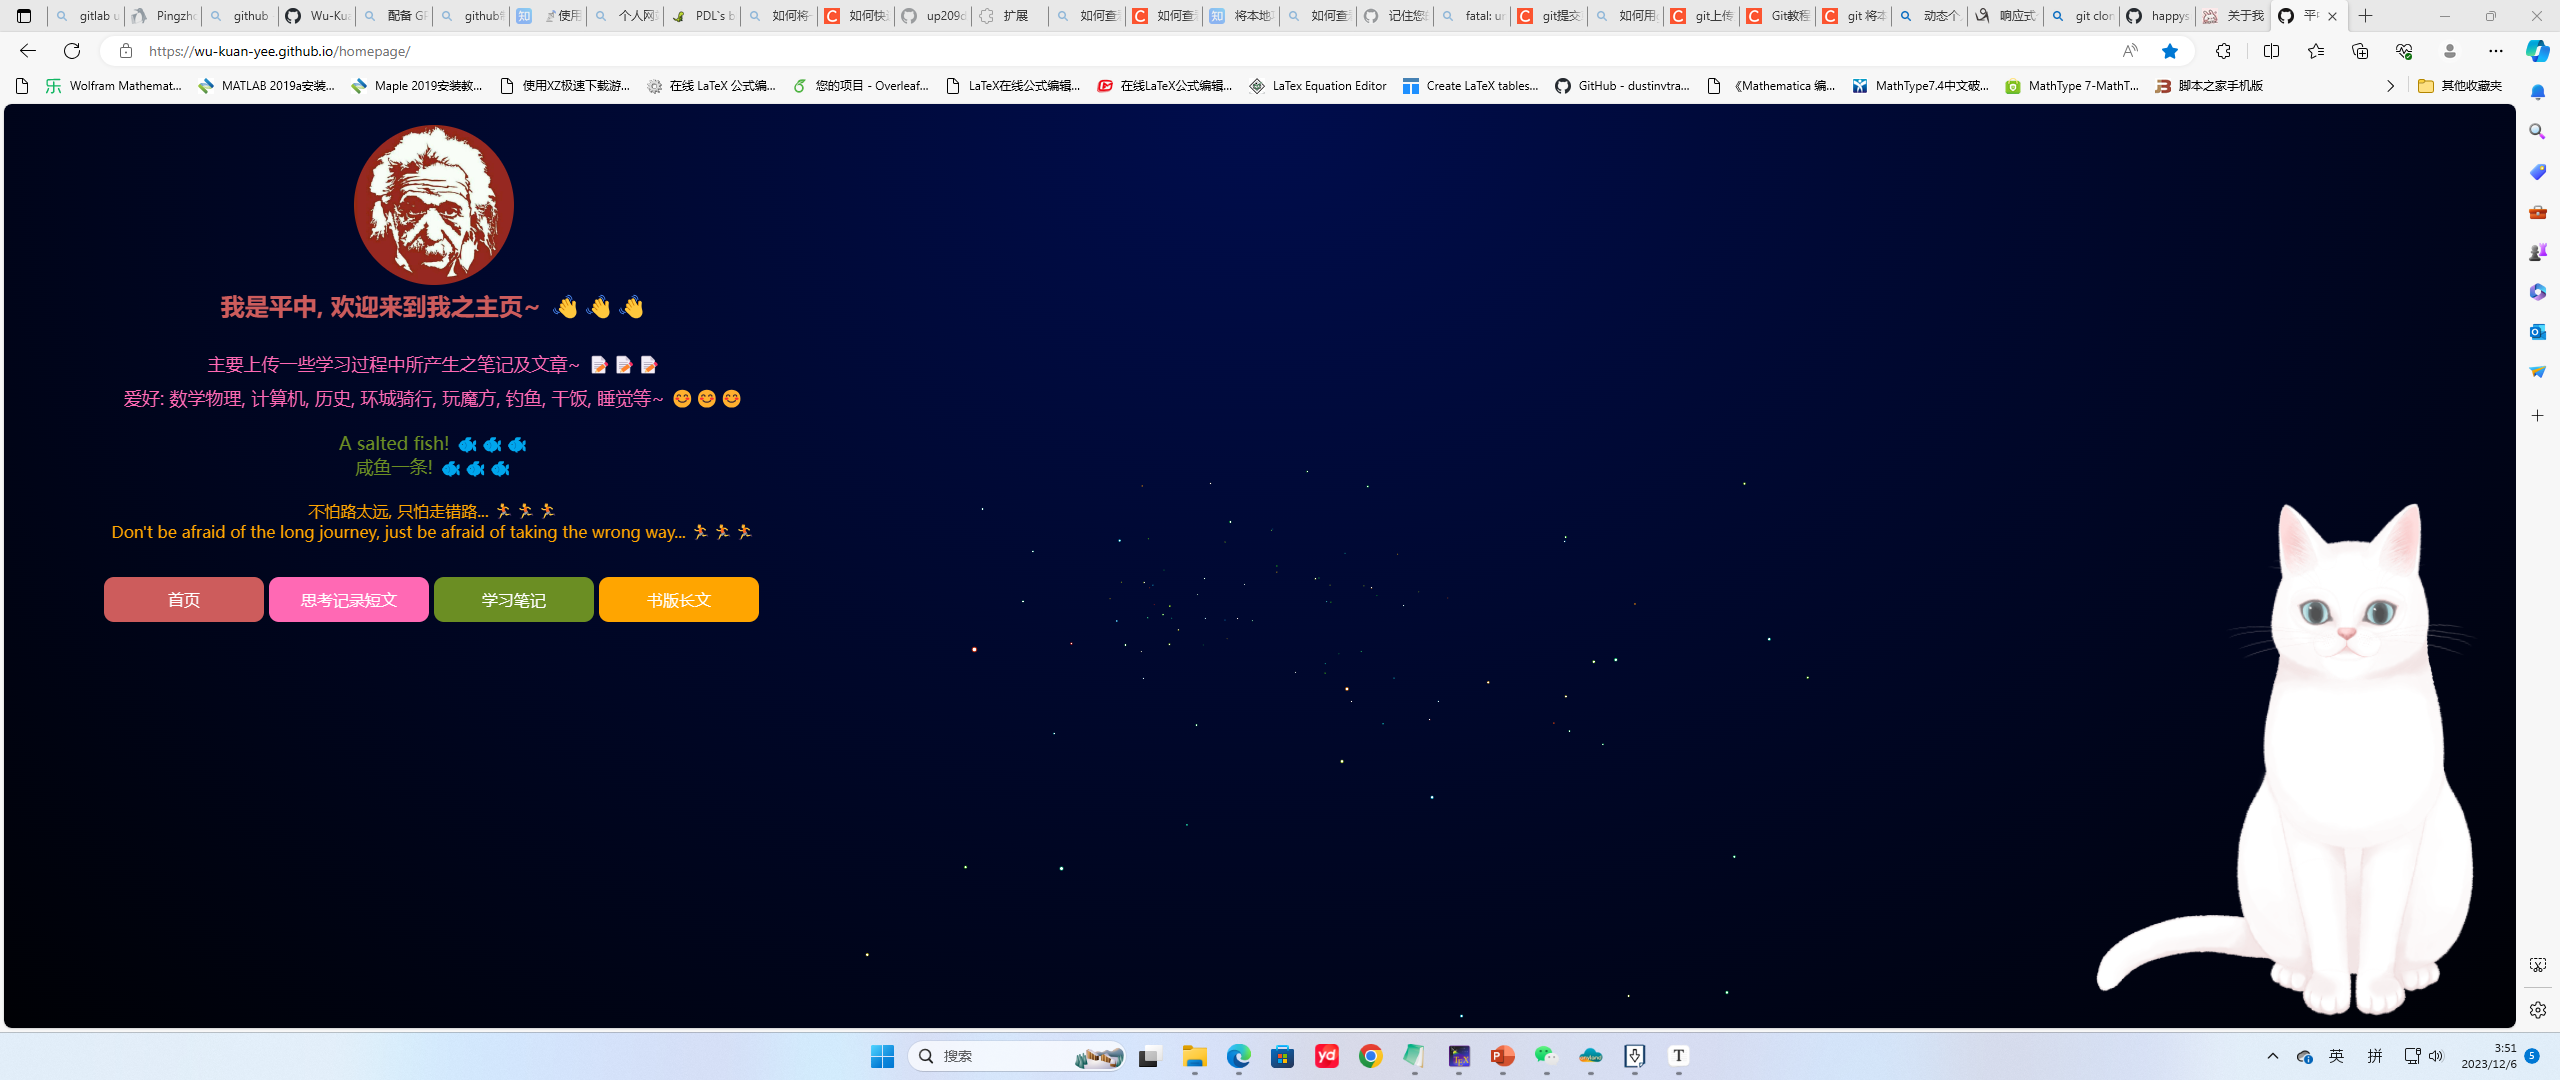 gitlab u
Pingzho
github
Wu-Kua
配备 GP
github制
使用
个人网
PDL`s b
如何将
如何快
up209d
扩展
如何查
如何查
将本地
如何查
记住您
fatal: ur
git提交
如何用
git上传
Git教程
git 将本
动态个
响应式
git clon
happys
关于我
平中
https://wu-kuan-yee.github.io/homepage/
Wolfram Mathemat...
MATLAB 2019a安装...
Maple 2019安装教...
使用XZ极速下载游...
在线 LaTeX 公式编...
您的项目 - Overleaf...
LaTeX在线公式编辑...
在线LaTeX公式编辑...
LaTex Equation Editor
Create LaTeX tables...
GitHub - dustinvtra...
《Mathematica 编...
MathType7.4中文破...
MathType 7-MathT...
脚本之家手机版
其他收藏夹
我是平中, 欢迎来到我之主页~ 👋 👋 👋
主要上传一些学习过程中所产生之笔记及文章~ 📝 📝 📝
爱好: 数学物理, 计算机, 历史, 环城骑行, 玩魔方, 钓鱼, 干饭, 睡觉等~ 😊 😊 😊
A salted fish! 🐟 🐟 🐟
咸鱼一条! 🐟 🐟 🐟
不怕路太远, 只怕走错路... 🏃 🏃 🏃
Don't be afraid of the long journey, just be afraid of taking the wrong way... 🏃 🏃 🏃
首页
思考记录短文
学习笔记
书版长文
搜索
英
拼
3:51
2023/12/6
5